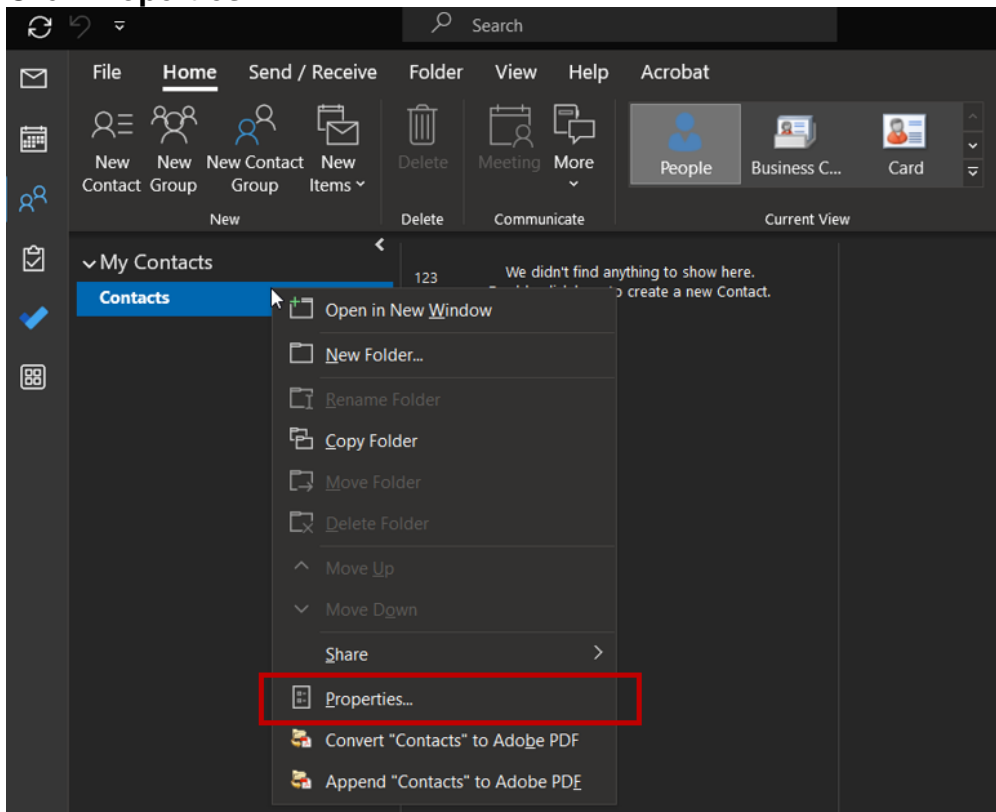 Search
File Home Send / Receive Folder View Help Acrobat
New Contact
New Group
New Contact Group
New Items
Delete
Meeting
More
People
Business C...
Card
New Delete Communicate Current View
My Contacts
Contacts
123
We didn't find anything to show here.
to create a new Contact.
Open in New Window
New Folder...
Rename Folder
Copy Folder
Move Folder
Delete Folder
Move Up
Move Down
Share
Properties...
Convert "Contacts" to Adobe PDF
Append "Contacts" to Adobe PDF